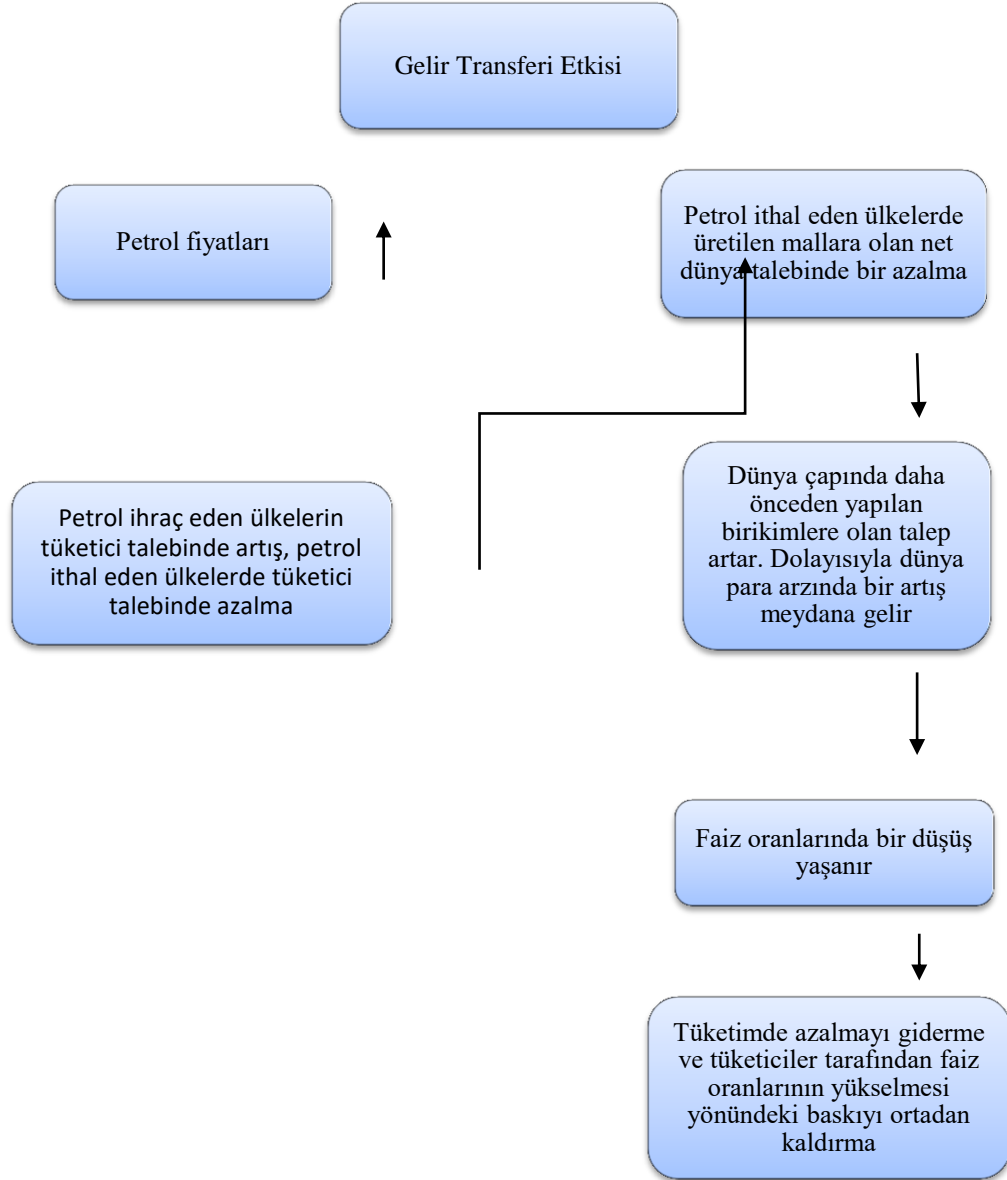 Gelir Transferi Etkisi
Petrol fiyatları
Petrol ihraç eden ülkelerin
tüketici talebinde artış, petrol
ithal eden ülkelerde tüketici
talebinde azalma
Petrol ithal eden ülkelerde
üretilen mallara olan net
dünya talebinde bir azalma
Dünya çapında daha
önceden yapılan
birikimlere olan talep
artar. Dolayısıyla dünya
para arzında bir artış
meydana gelir
Faiz oranlarında bir düşüş
yaşanır
Tüketimde azalmayı giderme
ve tüketiciler tarafından faiz
oranlarının yükselmesi
yönündeki baskıyı ortadan
kaldırma